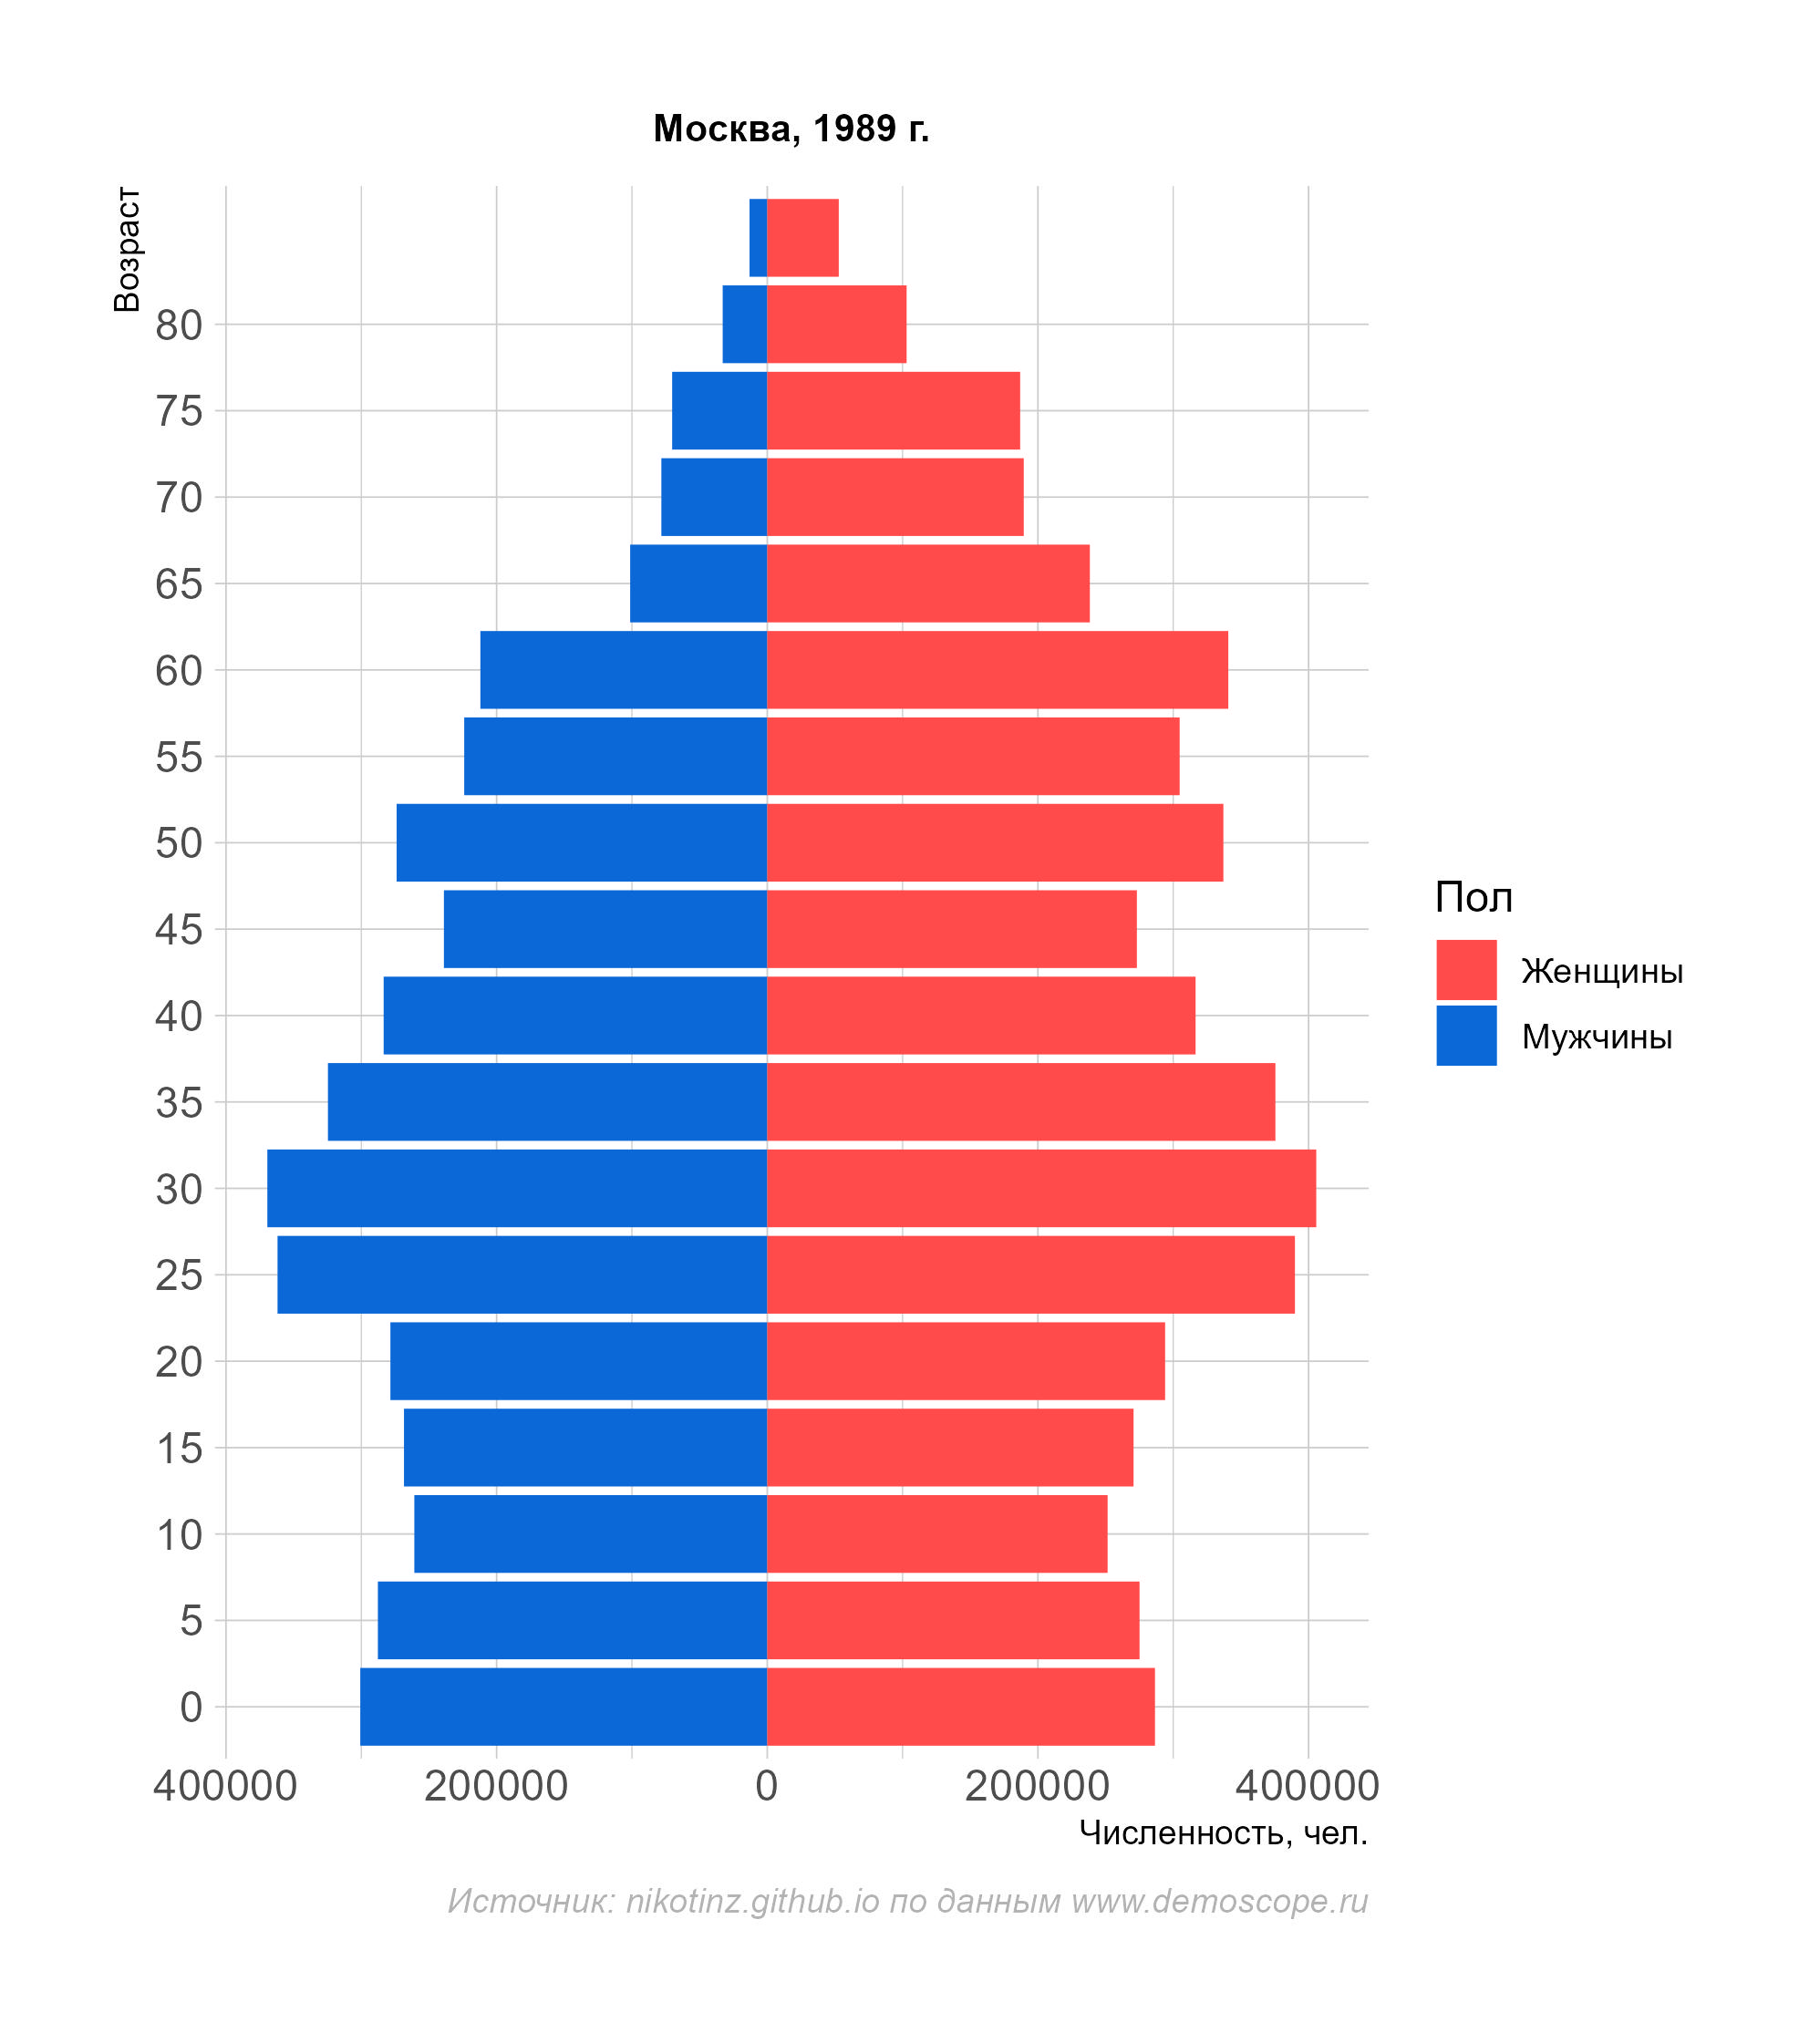 Москва, 1989 г.
Возраст
80
75
70
65
60
55
50
45
40
35
30
25
20
15
10
5
0
400000 200000 0 200000 400000
Численность, чел.
Пол
Женщины
Мужчины
Источник: nikotinz.github.io по данным www.demoscope.ru